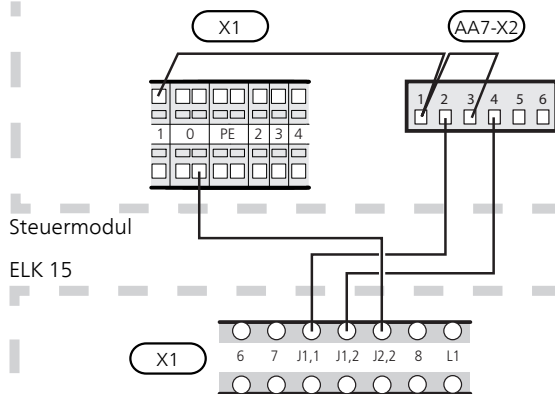 X1
AA7-X2
1 2 3 4 5 6
1 0 PE 2 3 4
Steuermodul
ELK 15
X1
6 7 J1,1 J1,2 J2,2 8 L1